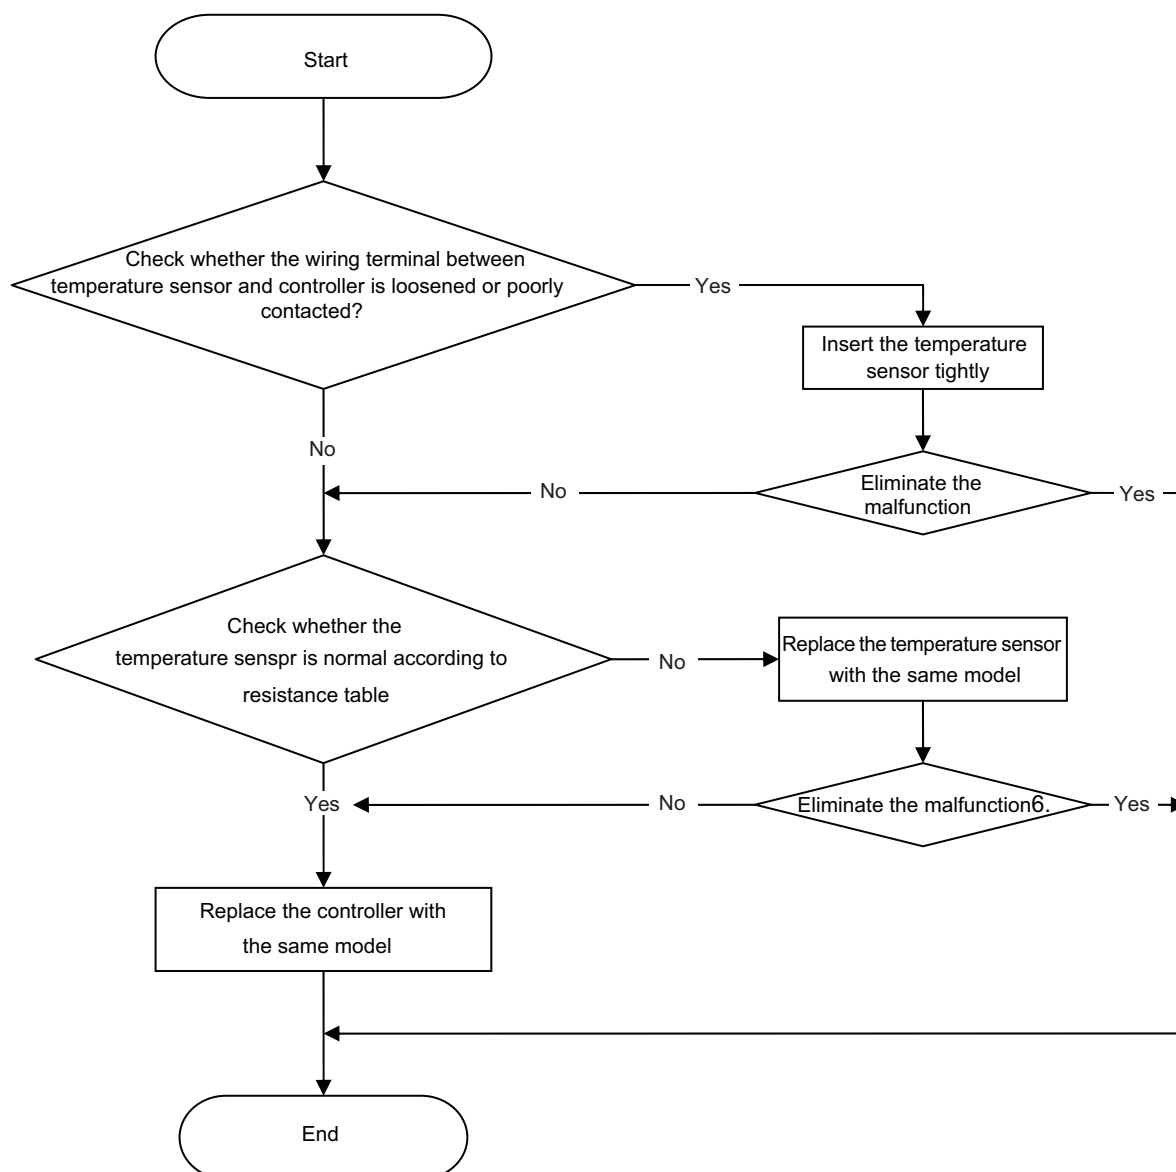 Start
Check whether the wiring terminal between
temperature sensor and controller is loosened or poorly
contacted?
Yes
Insert the temperature
sensor tightly
No
Eliminate the
malfunction
No
Yes
Check whether the
temperature senspr is normal according to
resistance table
No
Replace the temperature sensor
with the same model
Yes
No
Eliminate the malfunction6.
Yes
Replace the controller with
the same model
End